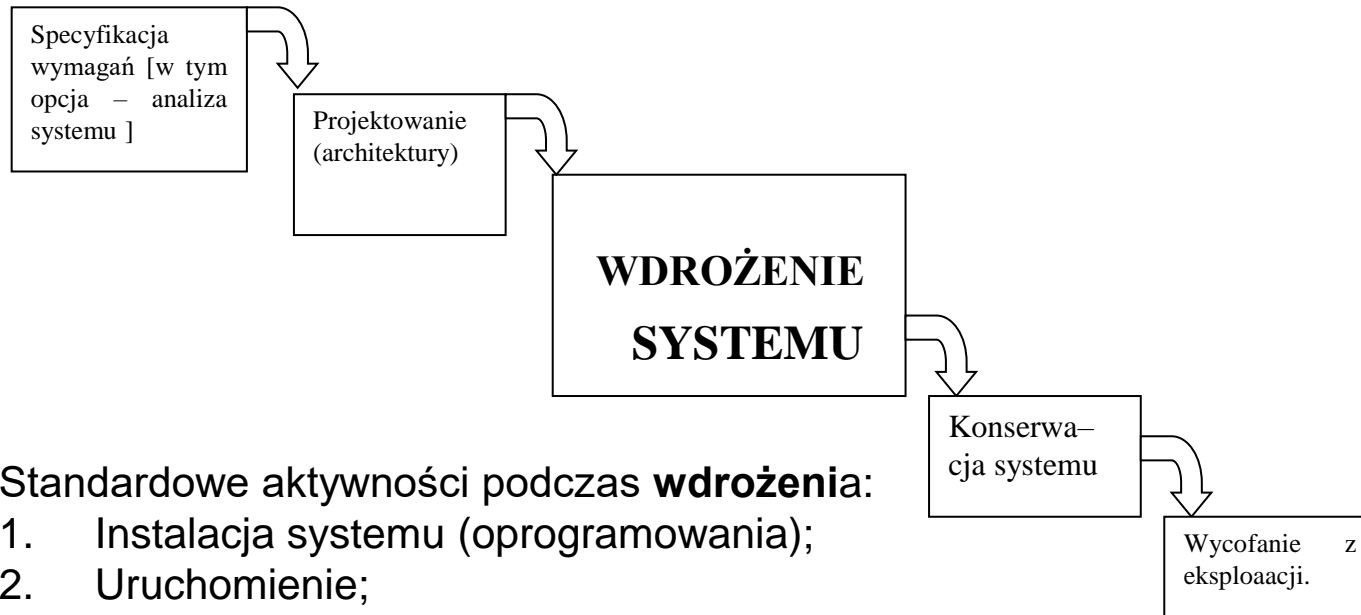 Specyfikacja
wymagań [w tym
opcja – analiza
systemu ]
Projektowanie
(architektury)
WDROŻENIE
SYSTEMU
Konserwa–
cja systemu
Wycofanie z
eksploaacji.
Standardowe aktywności podczas wdrożenia:
1. Instalacja systemu (oprogramowania);
2. Uruchomienie;